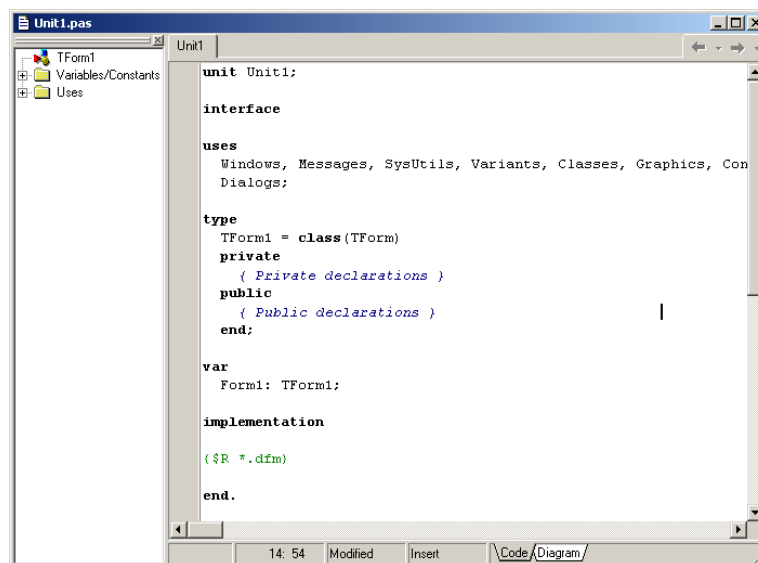 Unit1.pas
TForm1
Variables/Constants
Uses
Unit1
unit Unit1;
interface
uses
Windows, Messages, SysUtils, Variants, Classes, Graphics, Con
Dialogs;
type
TForm1 = class(TForm)
private
{ Private declarations }
public
{ Public declarations }
end;
var
Form1: TForm1;
implementation
{$R *.dfm}
end.
14: 54
Modified
Insert
Code
Diagram